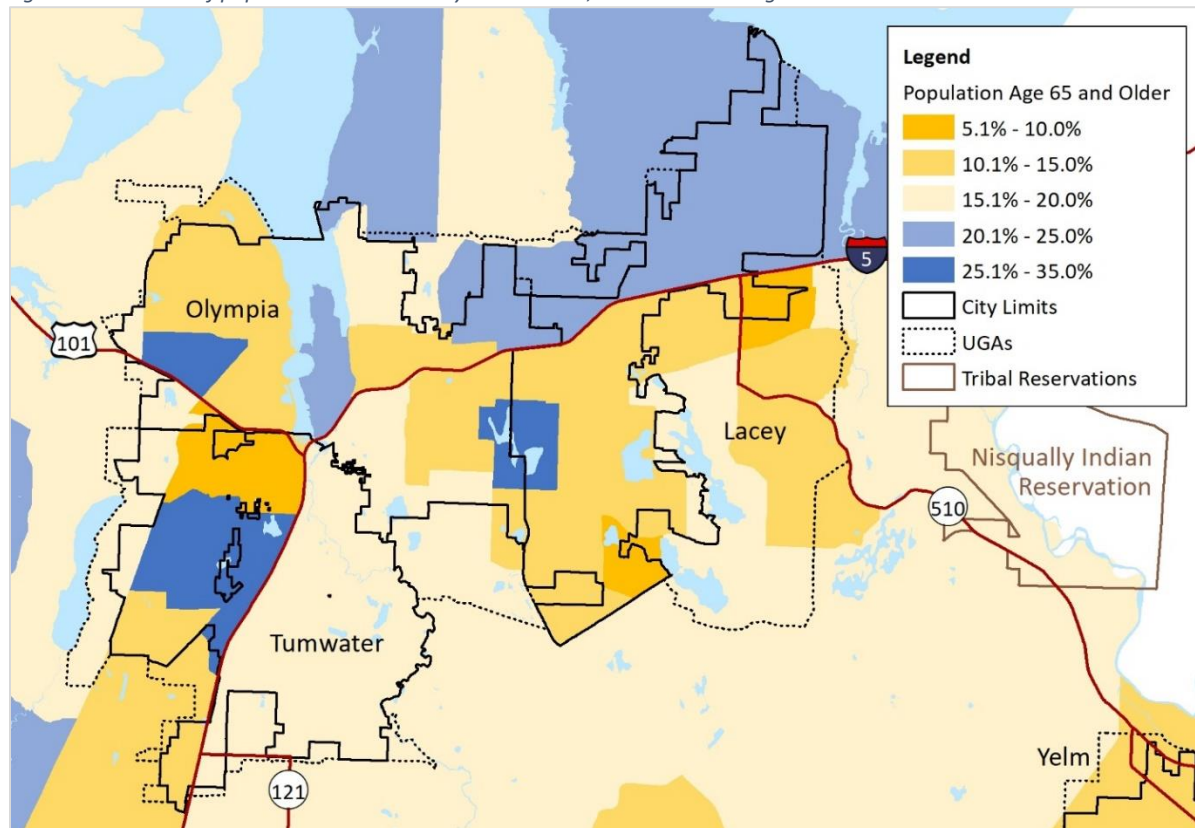 Legend
Population Age 65 and Older
5.1% - 10.0%
10.1% - 15.0%
15.1% - 20.0%
20.1% - 25.0%
25.1% - 35.0%
City Limits
UGAs
Tribal Reservations
5
Olympia
101
Lacey
Nisqually Indian
Reservation
510
Tumwater
Yelm
121